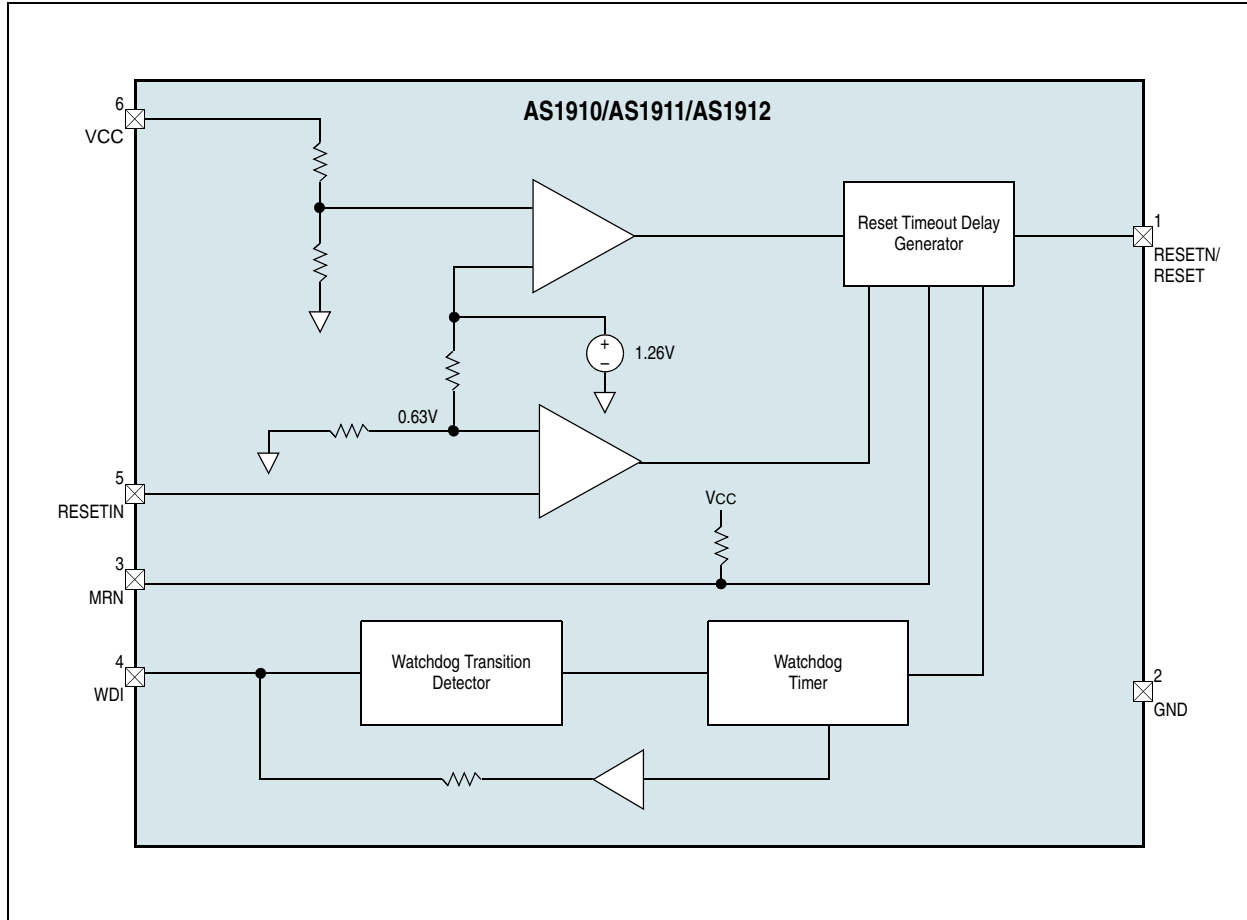 AS1910/AS1911/AS1912
6
VCC
Reset Timeout Delay
Generator
1
RESETN/
RESET
+
–
1.26V
0.63V
5
RESETIN
VCC
3
MRN
4
WDI
Watchdog Transition
Detector
Watchdog
Timer
2
GND